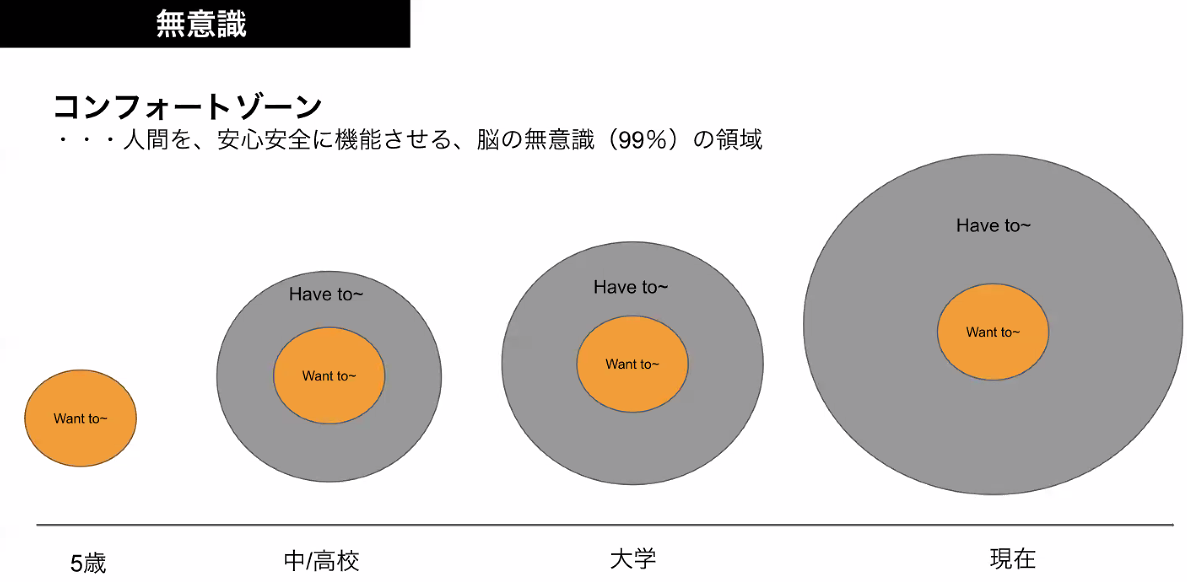 無意識
コンフォートゾーン
・・・人間を、安心安全に機能させる、脳の無意識（99％）の領域
Want to~
Have to~
Want to~
Have to~
Want to~
Have to~
Want to~
5歳
中/高校
大学
現在